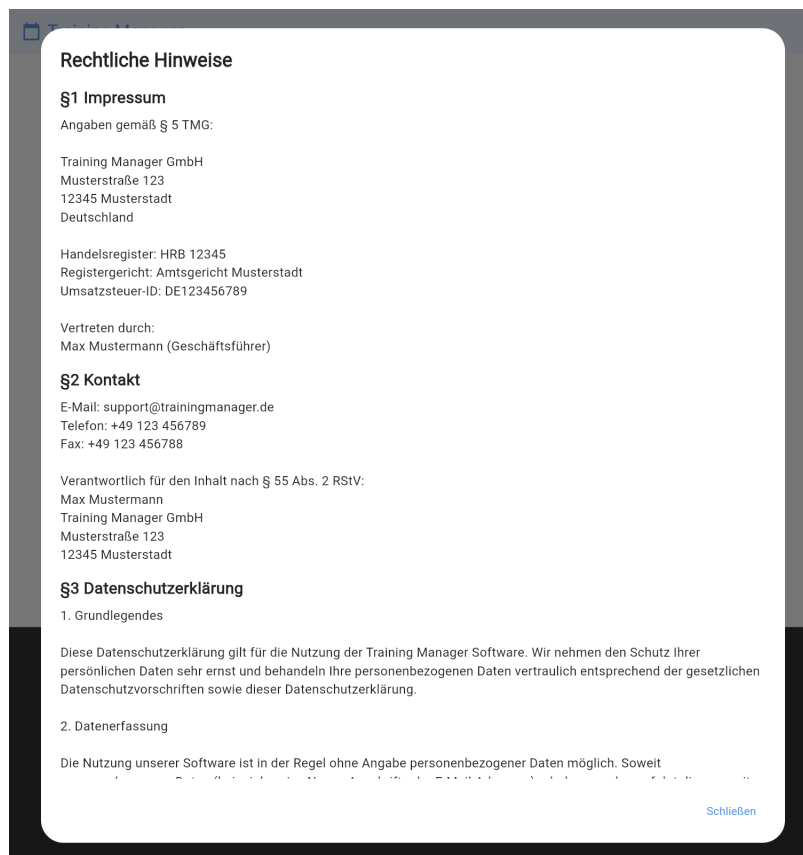 Rechtliche Hinweise
§1 Impressum
Angaben gemäß § 5 TMG:
Training Manager GmbH
Musterstraße 123
12345 Musterstadt
Deutschland
Handelsregister: HRB 12345
Registergericht: Amtsgericht Musterstadt
Umsatzsteuer-ID: DE123456789
Vertreten durch:
Max Mustermann (Geschäftsführer)
§2 Kontakt
E-Mail: support@trainingmanager.de
Telefon: +49 123 456789
Fax: +49 123 456788
Verantwortlich für den Inhalt nach § 55 Abs. 2 RStV:
Max Mustermann
Training Manager GmbH
Musterstraße 123
12345 Musterstadt
§3 Datenschutzerklärung
1. Grundlegendes
Diese Datenschutzerklärung gilt für die Nutzung der Training Manager Software. Wir nehmen den Schutz Ihrer
persönlichen Daten sehr ernst und behandeln Ihre personenbezogenen Daten vertraulich entsprechend der gesetzlichen
Datenschutzvorschriften sowie dieser Datenschutzerklärung.
2. Datenerfassung
Die Nutzung unserer Software ist in der Regel ohne Angabe personenbezogener Daten möglich. Soweit
Schließen